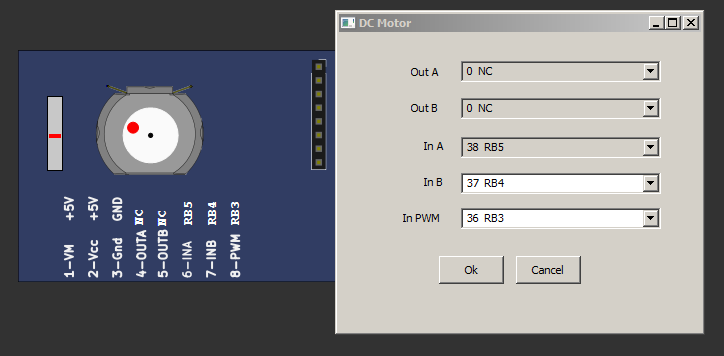 DC Motor
Out A 0 NC
Out B 0 NC
In A 38 RB5
In B 37 RB4
In PWM 36 RB3
Ok Cancel
1-VM +5V
2-Vcc +5V
3-Gnd GND
4-OUTA NC
5-OUTB NC
6-INA RB5
7-INB RB4
8-PWM RB3